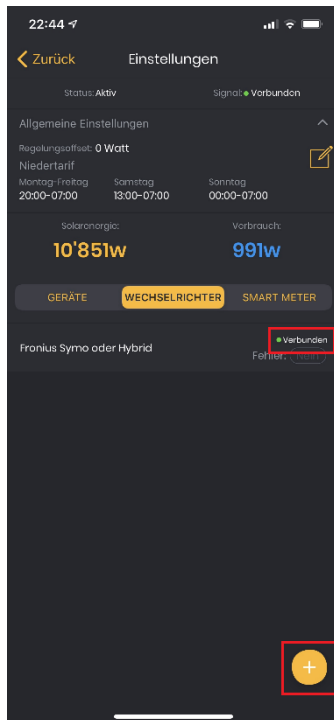 22:44
Zurück Einstellungen
Status: Aktiv Signal: Verbunden
Allgemeine Einstellungen
Regelungsoffset: 0 Watt
Niedertarif
Montag-Freitag Samstag Sonntag
20:00-07:00 13:00-07:00 00:00-07:00
Solarenergie: Verbrauch:
10'851w 991w
GERÄTE WECHSELRICHTER SMART METER
Verbunden
Fronius Symo oder Hybrid
Fehler: Nein
+